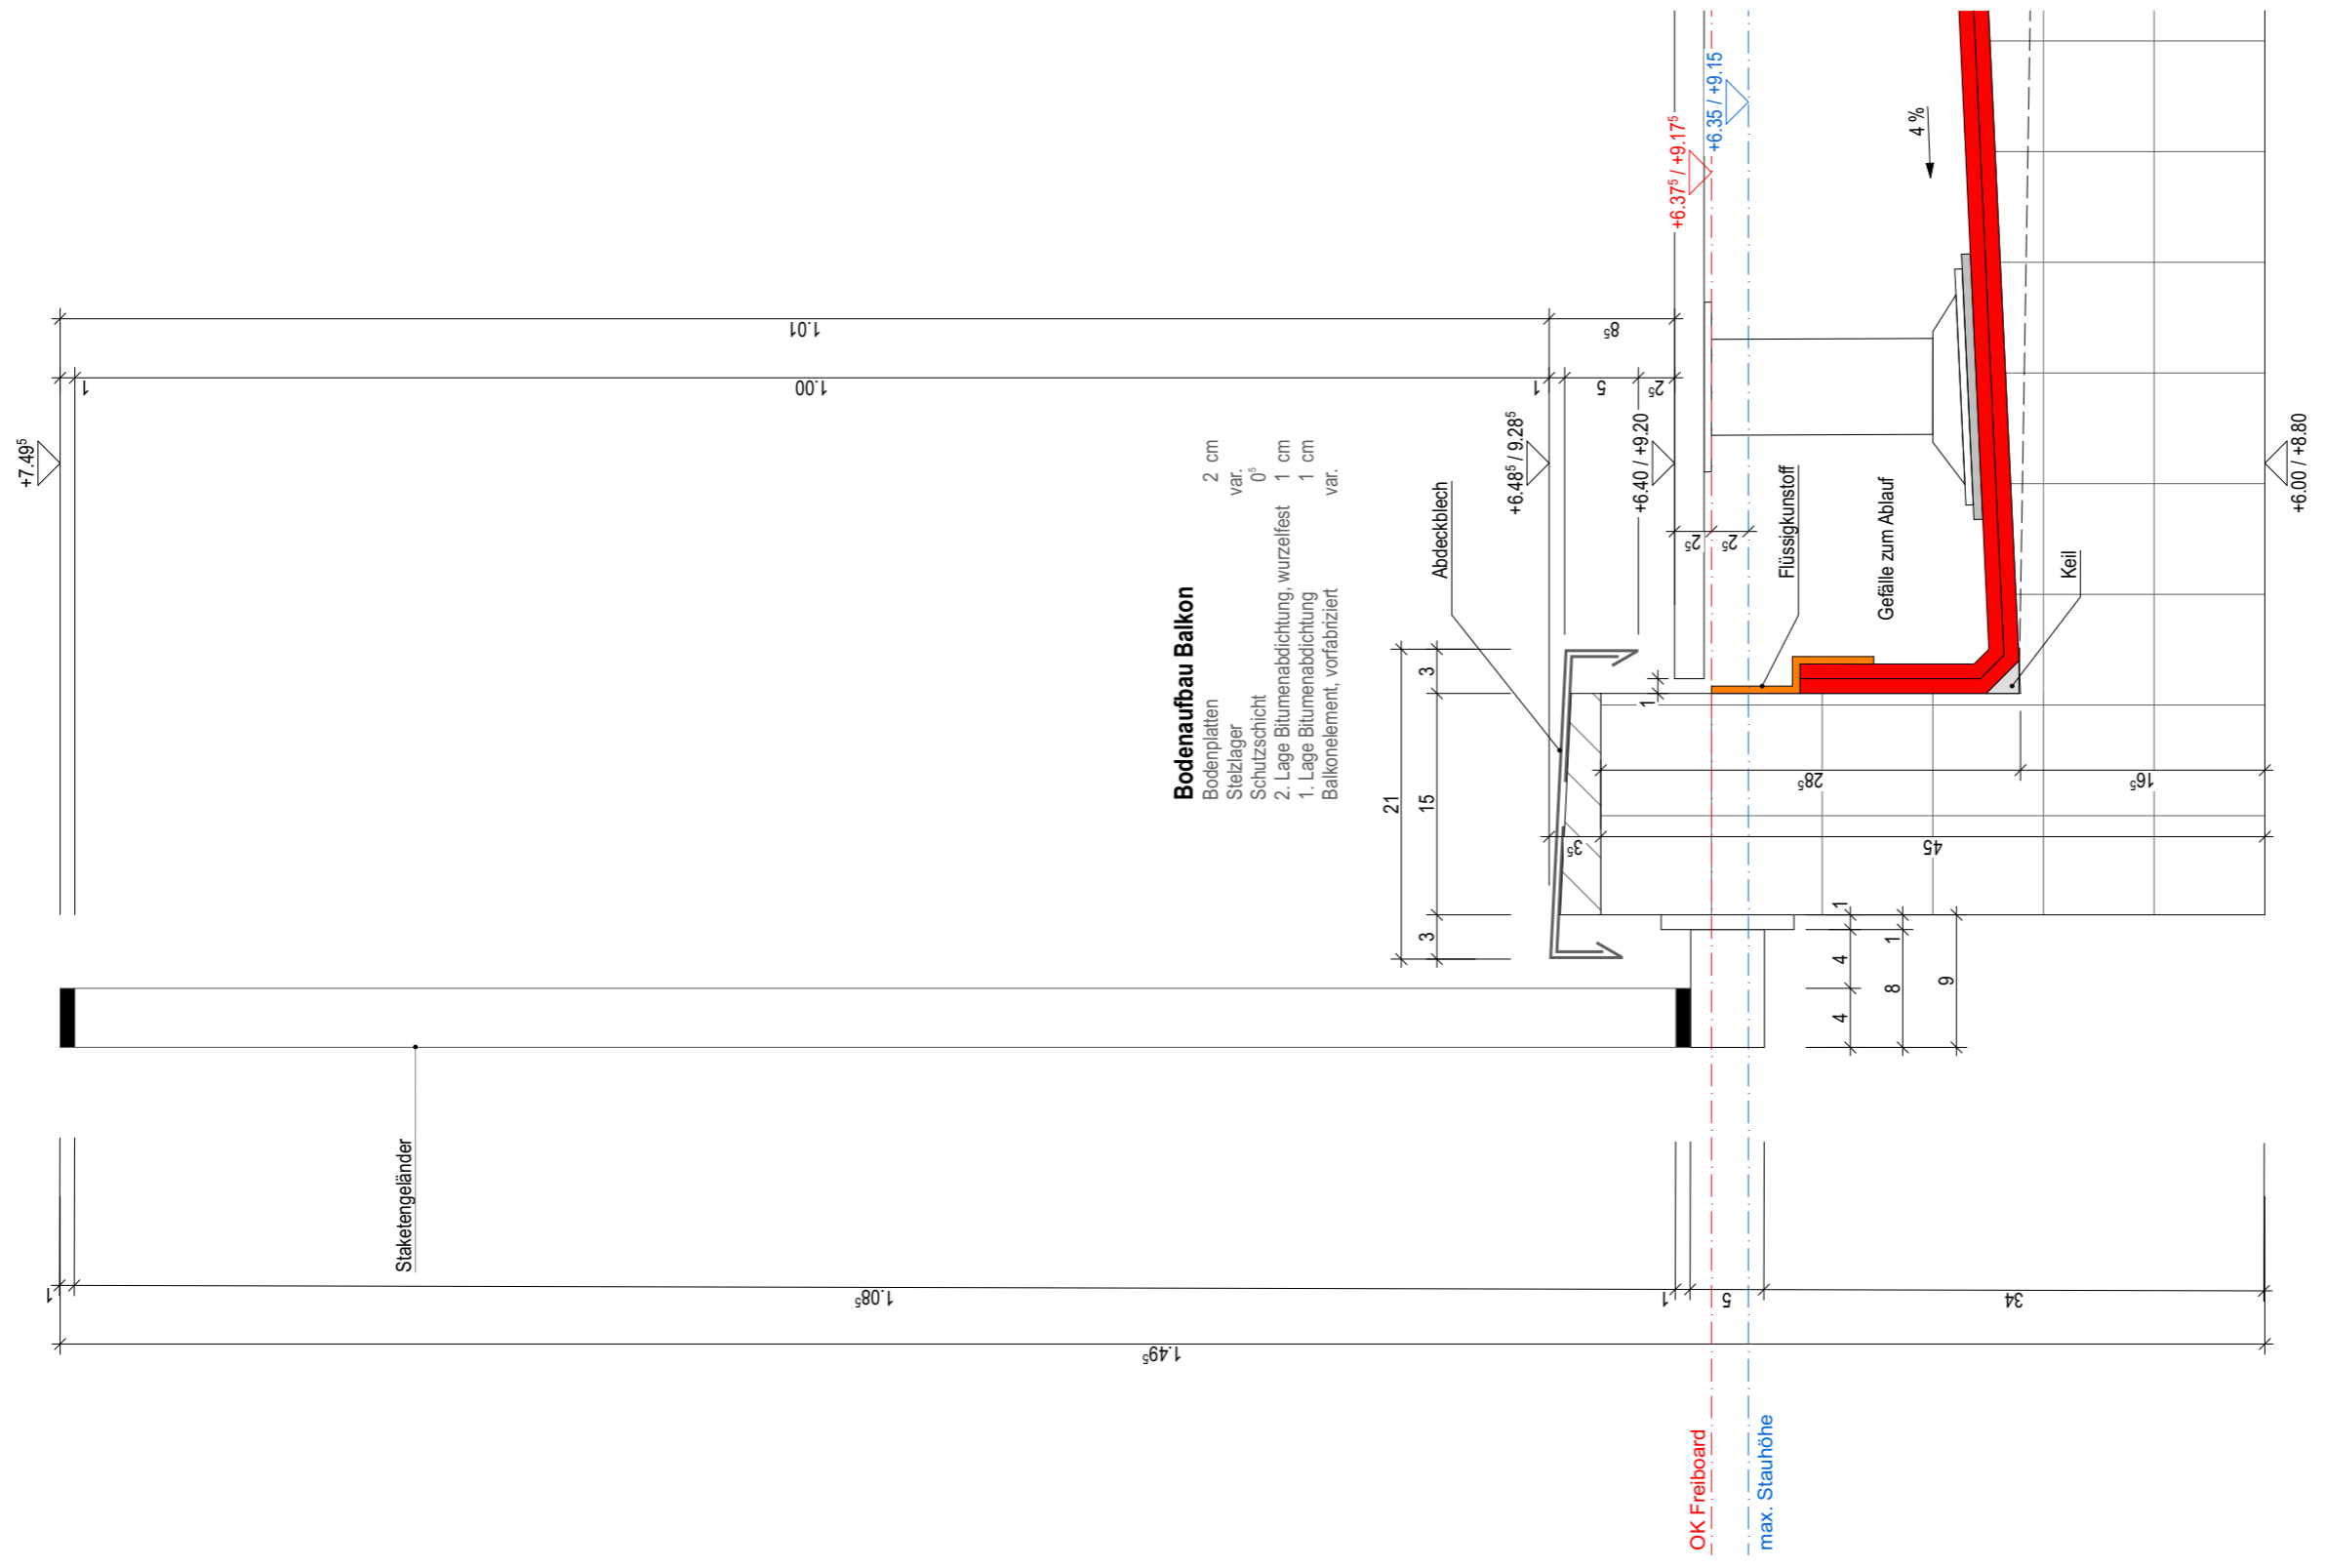 +7.49⁵
1.01
8⁵
1
1.00
1
5
2⁵
+6.48⁵ / 9.28⁵
+6.40 / +9.20
+6.37⁵ / +9.17⁵
+6.35 / +9.15
4 %
2⁵
2⁵
+6.00 / +8.80
Bodenaufbau Balkon
Bodenplatten 2 cm
Stelzlager var.
Schutzschicht 0⁵
2. Lage Bitumenabdichtung, wurzelfest 1 cm
1. Lage Bitumenabdichtung 1 cm
Balkonelement, vorfabriziert var.
Abdeckblech
Flüssigkunstoff
Gefälle zum Ablauf
Keil
21
3
15
3
1
3⁵
28⁵
16⁵
45
1
4
4
1
8
9
Staketengeländer
1
1.08⁵
1
5
34
1.49⁵
OK Freiboard
max. Stauhöhe